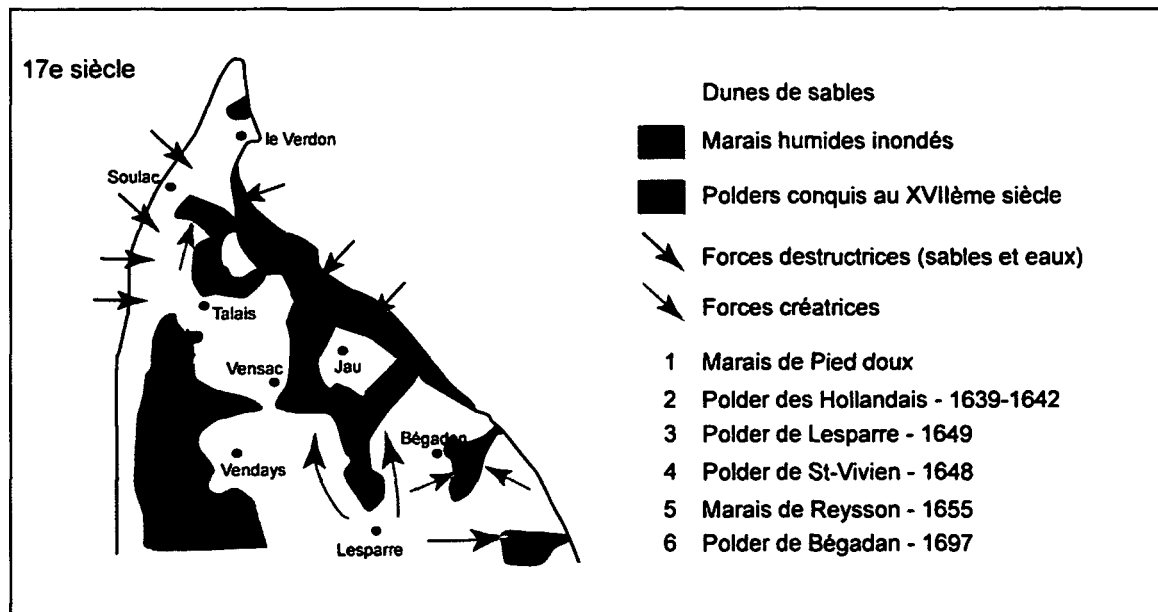 17e siècle
le Verdon
Soulac
Talais
Vensac
Jau
Bégadan
Vendays
Lesparre
Dunes de sables
Marais humides inondés
Polders conquis au XVIIème siècle
Forces destructrices (sables et eaux)
Forces créatrices
1 Marais de Pied doux
2 Polder des Hollandais - 1639-1642
3 Polder de Lesparre - 1649
4 Polder de St-Vivien - 1648
5 Marais de Reysson - 1655
6 Polder de Bégadan - 1697